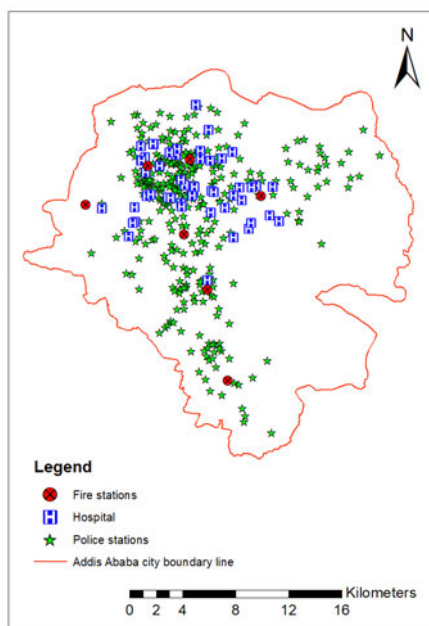 N
Legend
Fire stations
Hospital
Police stations
Addis Ababa city boundary line
Kilometers
0 2 4 8 12 16